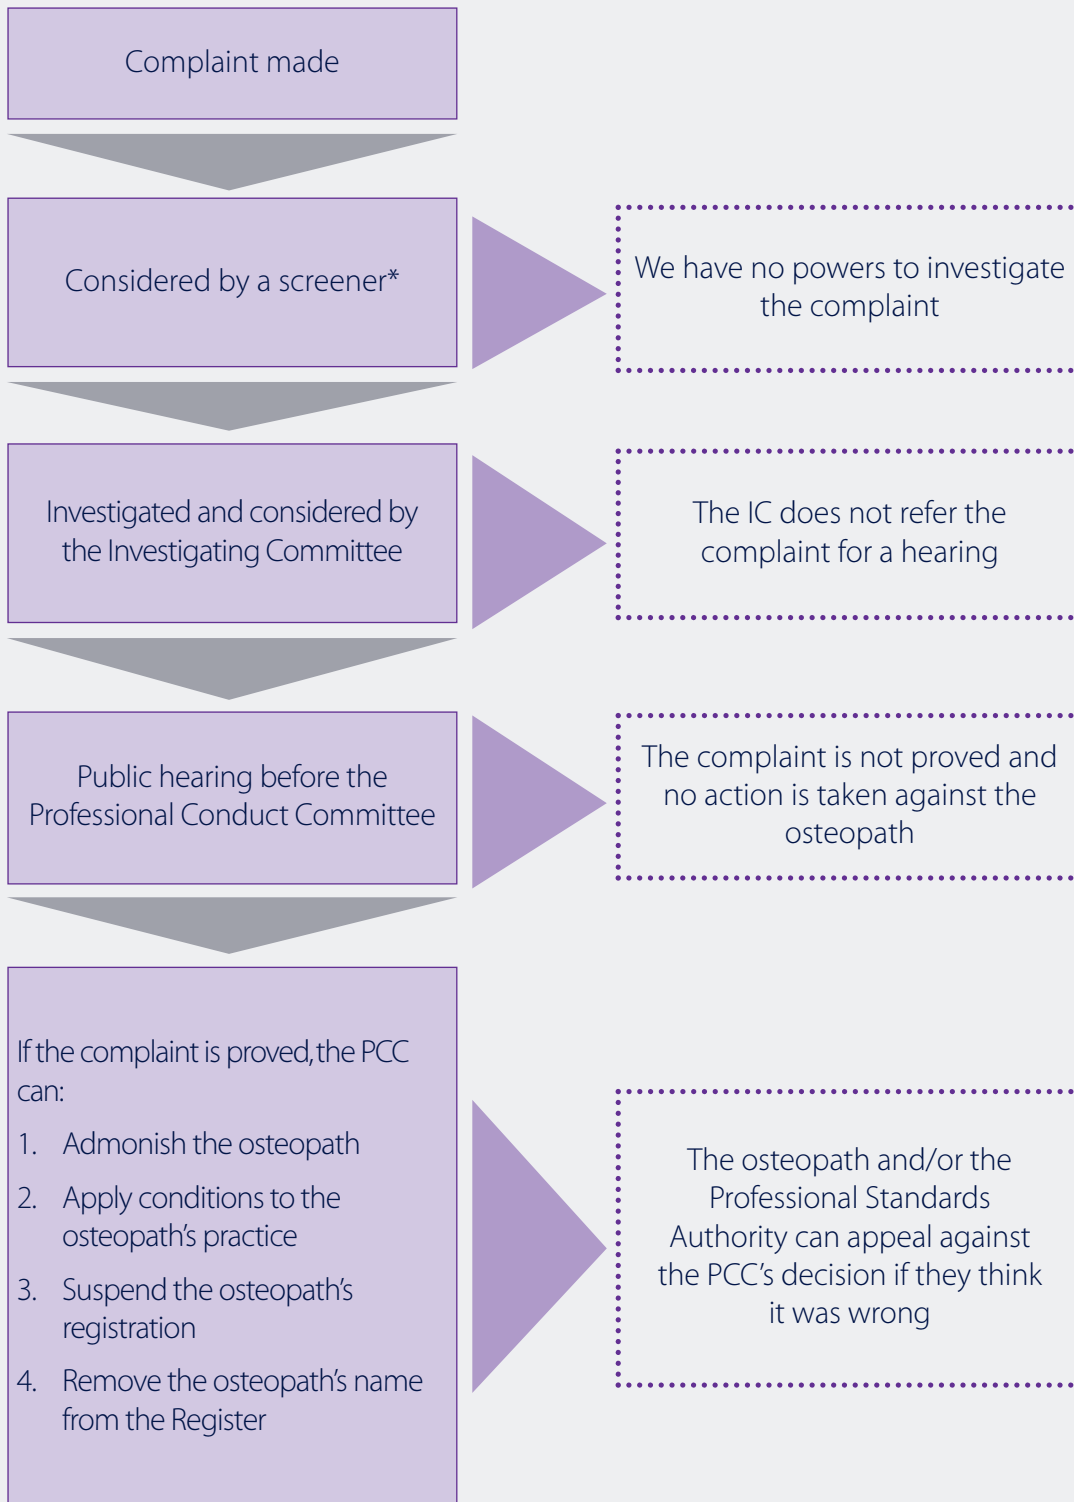 Complaint made
Considered by a screener*
We have no powers to investigate
the complaint
Investigated and considered by
the Investigating Committee
The IC does not refer the
complaint for a hearing
Public hearing before the
Professional Conduct Committee
The complaint is not proved and
no action is taken against the
osteopath
If the complaint is proved, the PCC
can:
1. Admonish the osteopath
2. Apply conditions to the
osteopath's practice
3. Suspend the osteopath's
registration
4. Remove the osteopath's name
from the Register
The osteopath and/or the
Professional Standards
Authority can appeal against
the PCC's decision if they think
it was wrong